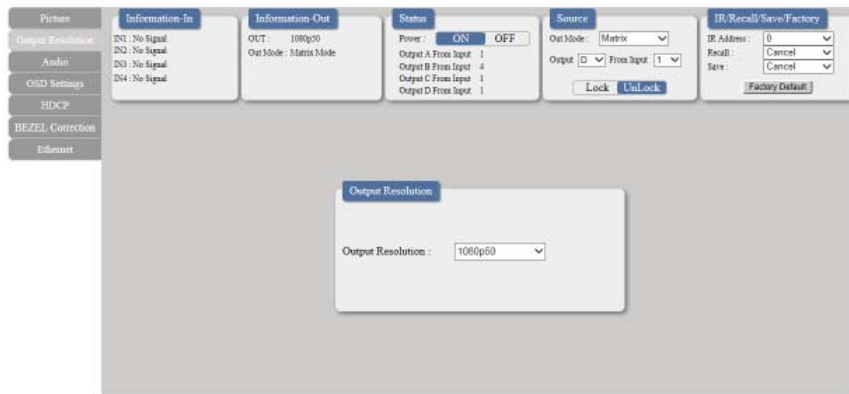 Picture
Output Resolution
Audio
OSD Settings
HDCP
BEZEL Correction
Ethernet
Information-In
IN1 : No Signal
IN2 : No Signal
IN3 : No Signal
IN4 : No Signal
Information-Out
OUT : 1080p50
Out Mode : Matrix Mode
Status
Power : ON OFF
Output A From Input 1
Output B From Input 4
Output C From Input 1
Output D From Input 1
Source
Out Mode : Matrix
Output D From Input 1
Lock UnLock
IR/Recall/Save/Factory
IR Address : 0
Recall : Cancel
Save : Cancel
Factory Default
Output Resolution
Output Resolution : 1080p50